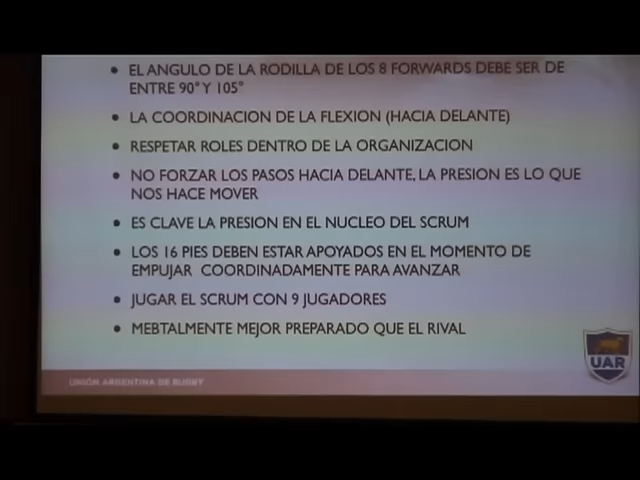 • EL ANGULO DE LA RODILLA DE LOS 8 FORWARDS DEBE SER DE
ENTRE 90° Y 105°
• LA COORDINACION DE LA FLEXION (HACIA DELANTE)
• RESPETAR ROLES DENTRO DE LA ORGANIZACION
• NO FORZAR LOS PASOS HACIA DELANTE, LA PRESION ES LO QUE
NOS HACE MOVER
• ES CLAVE LA PRESION EN EL NUCLEO DEL SCRUM
• LOS 16 PIES DEBEN ESTAR APOYADOS EN EL MOMENTO DE
EMPUJAR COORDINADAMENTE PARA AVANZAR
• JUGAR EL SCRUM CON 9 JUGADORES
• MEBTALMENTE MEJOR PREPARADO QUE EL RIVAL
UAR
UNIÓN ARGENTINA DE RUGBY